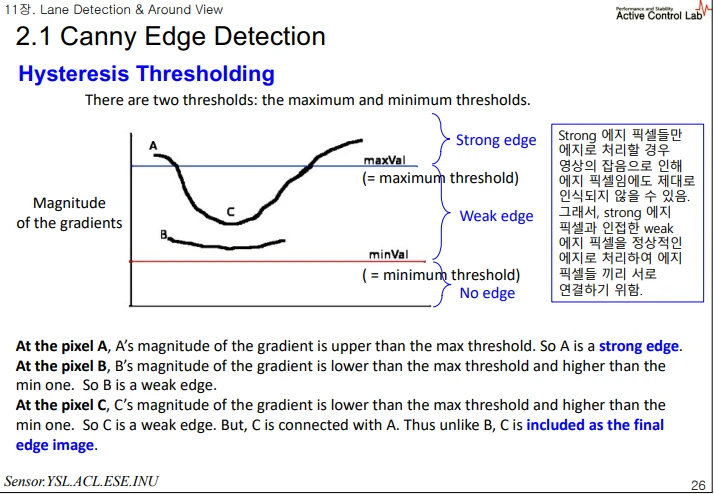 11장. Lane Detection & Around View
Performance and Stability
Active Control Lab
2.1 Canny Edge Detection
Hysteresis Thresholding
There are two thresholds: the maximum and minimum thresholds.
A
Strong edge
maxVal
(= maximum threshold)
Magnitude
of the gradients
C
Weak edge
B
minVal
( = minimum threshold)
No edge
Strong 에지 픽셀들만
에지로 처리할 경우
영상의 잡음으로 인해
에지 픽셀임에도 제대로
인식되지 않을 수 있음.
그래서, strong 에지
픽셀과 인접한 weak
에지 픽셀을 정상적인
에지로 처리하여 에지
픽셀들 끼리 서로
연결하기 위함.
At the pixel A, A’s magnitude of the gradient is upper than the max threshold. So A is a strong edge.
At the pixel B, B’s magnitude of the gradient is lower than the max threshold and higher than the
min one. So B is a weak edge.
At the pixel C, C’s magnitude of the gradient is lower than the max threshold and higher than the
min one. So C is a weak edge. But, C is connected with A. Thus unlike B, C is included as the final
edge image.
Sensor.YSL.ACL.ESE.INU
26